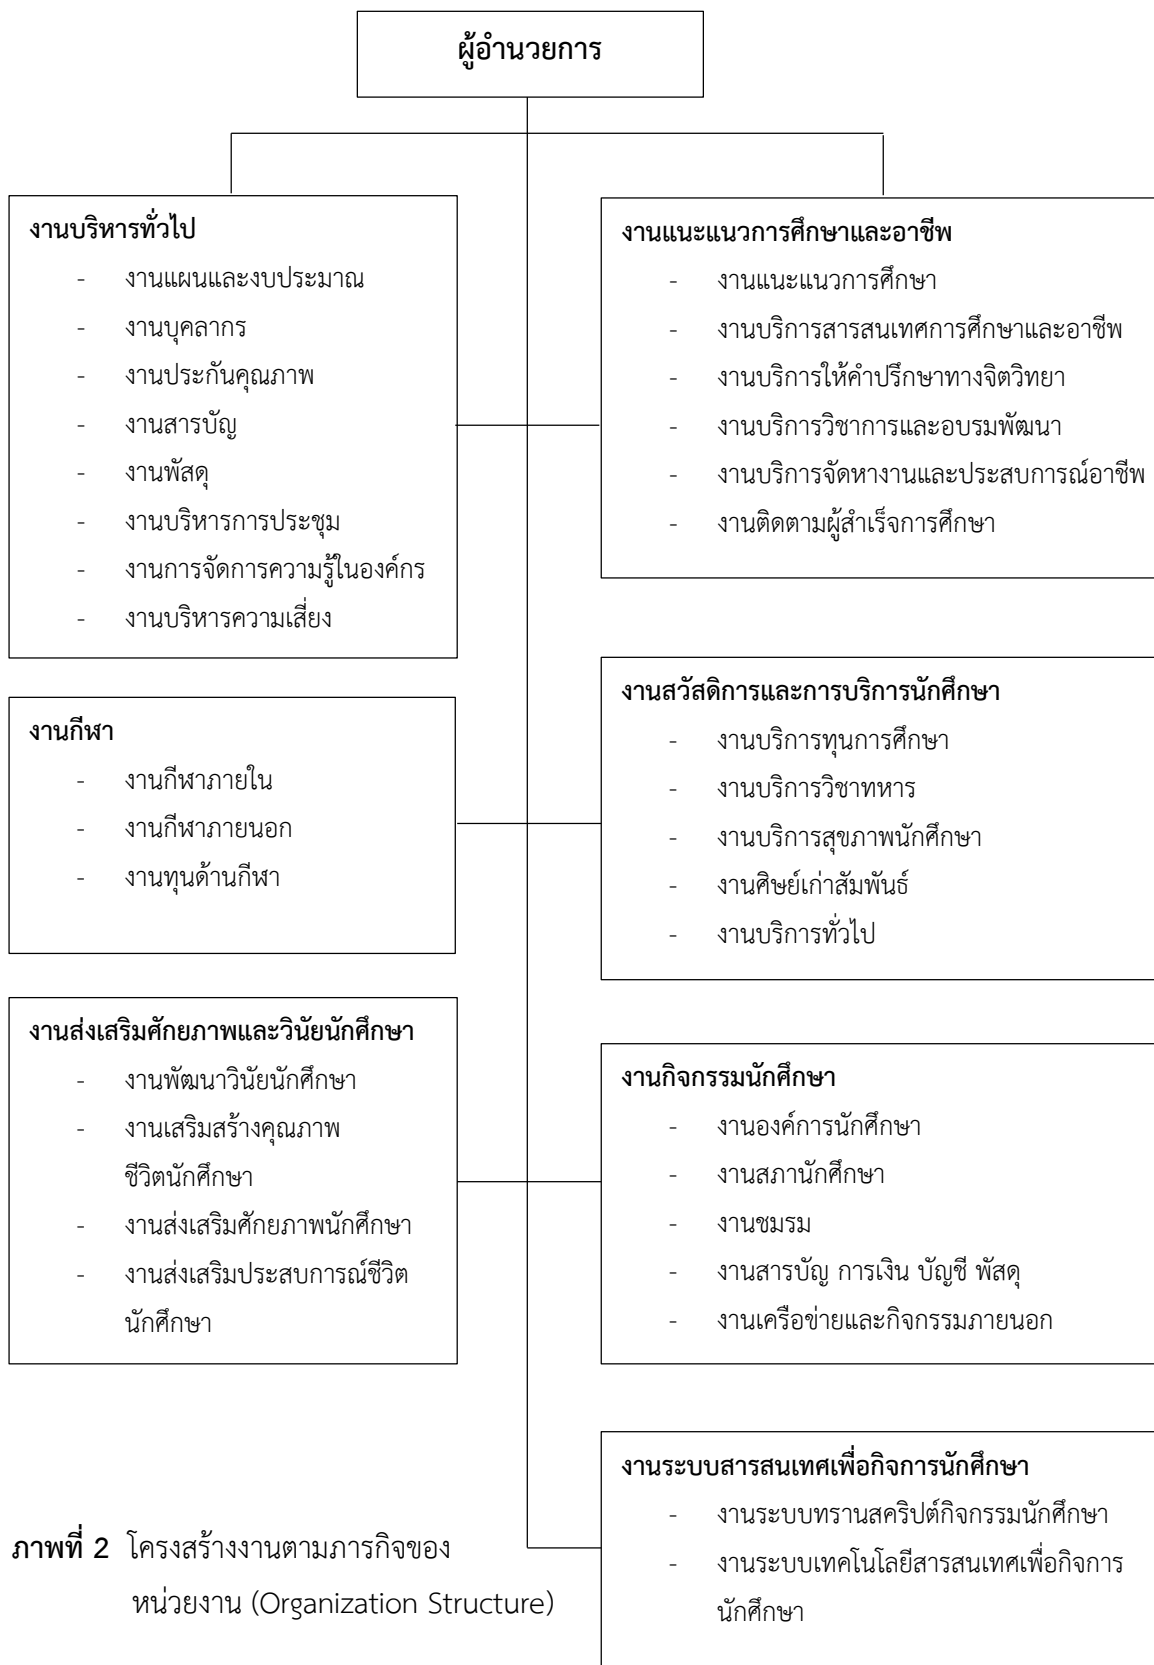 ผู้อำนวยการ
งานบริหารทั่วไป
- งานแผนและงบประมาณ
- งานบุคลากร
- งานประกันคุณภาพ
- งานสารบัญ
- งานพัสดุ
- งานบริหารการประชุม
- งานการจัดการความรู้ในองค์กร
- งานบริหารความเสี่ยง
งานแนะแนวการศึกษาและอาชีพ
- งานแนะแนวการศึกษา
- งานบริการสารสนเทศการศึกษาและอาชีพ
- งานบริการให้คำปรึกษาทางจิตวิทยา
- งานบริการวิชาการและอบรมพัฒนา
- งานบริการจัดหางานและประสบการณ์อาชีพ
- งานติดตามผู้สำเร็จการศึกษา
งานกีฬา
- งานกีฬาภายใน
- งานกีฬาภายนอก
- งานทุนด้านกีฬา
งานสวัสดิการและการบริการนักศึกษา
- งานบริการทุนการศึกษา
- งานบริการวิชาทหาร
- งานบริการสุขภาพนักศึกษา
- งานศิษย์เก่าสัมพันธ์
- งานบริการทั่วไป
งานส่งเสริมศักยภาพและวินัยนักศึกษา
- งานพัฒนาวินัยนักศึกษา
- งานเสริมสร้างคุณภาพ
ชีวิตนักศึกษา
- งานส่งเสริมศักยภาพนักศึกษา
- งานส่งเสริมประสบการณ์ชีวิต
นักศึกษา
งานกิจกรรมนักศึกษา
- งานองค์การนักศึกษา
- งานสภานักศึกษา
- งานชมรม
- งานสารบัญ การเงิน บัญชี พัสดุ
- งานเครือข่ายและกิจกรรมภายนอก
งานระบบสารสนเทศเพื่อกิจการนักศึกษา
- งานระบบทรานสคริปต์กิจกรรมนักศึกษา
- งานระบบเทคโนโลยีสารสนเทศเพื่อกิจการ
นักศึกษา
ภาพที่ 2 โครงสร้างงานตามภารกิจของ
หน่วยงาน (Organization Structure)